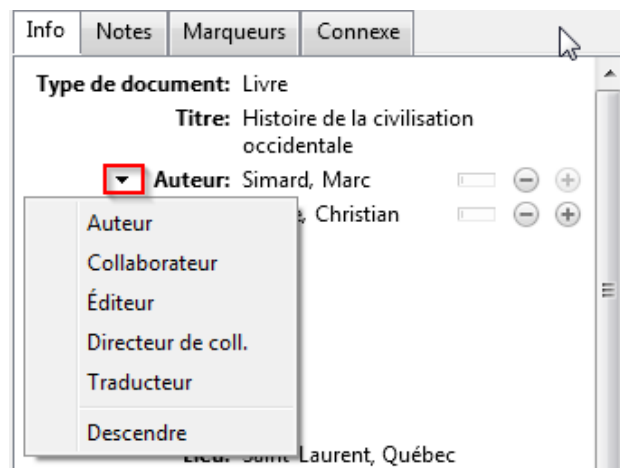 Info Notes Marqueurs Connexe
Type de document: Livre
Titre: Histoire de la civilisation
occidentale
Auteur: Simard, Marc
, Christian
Auteur
Collaborateur
Éditeur
Directeur de coll.
Traducteur
Descendre
Lieu: Saint-Laurent, Québec